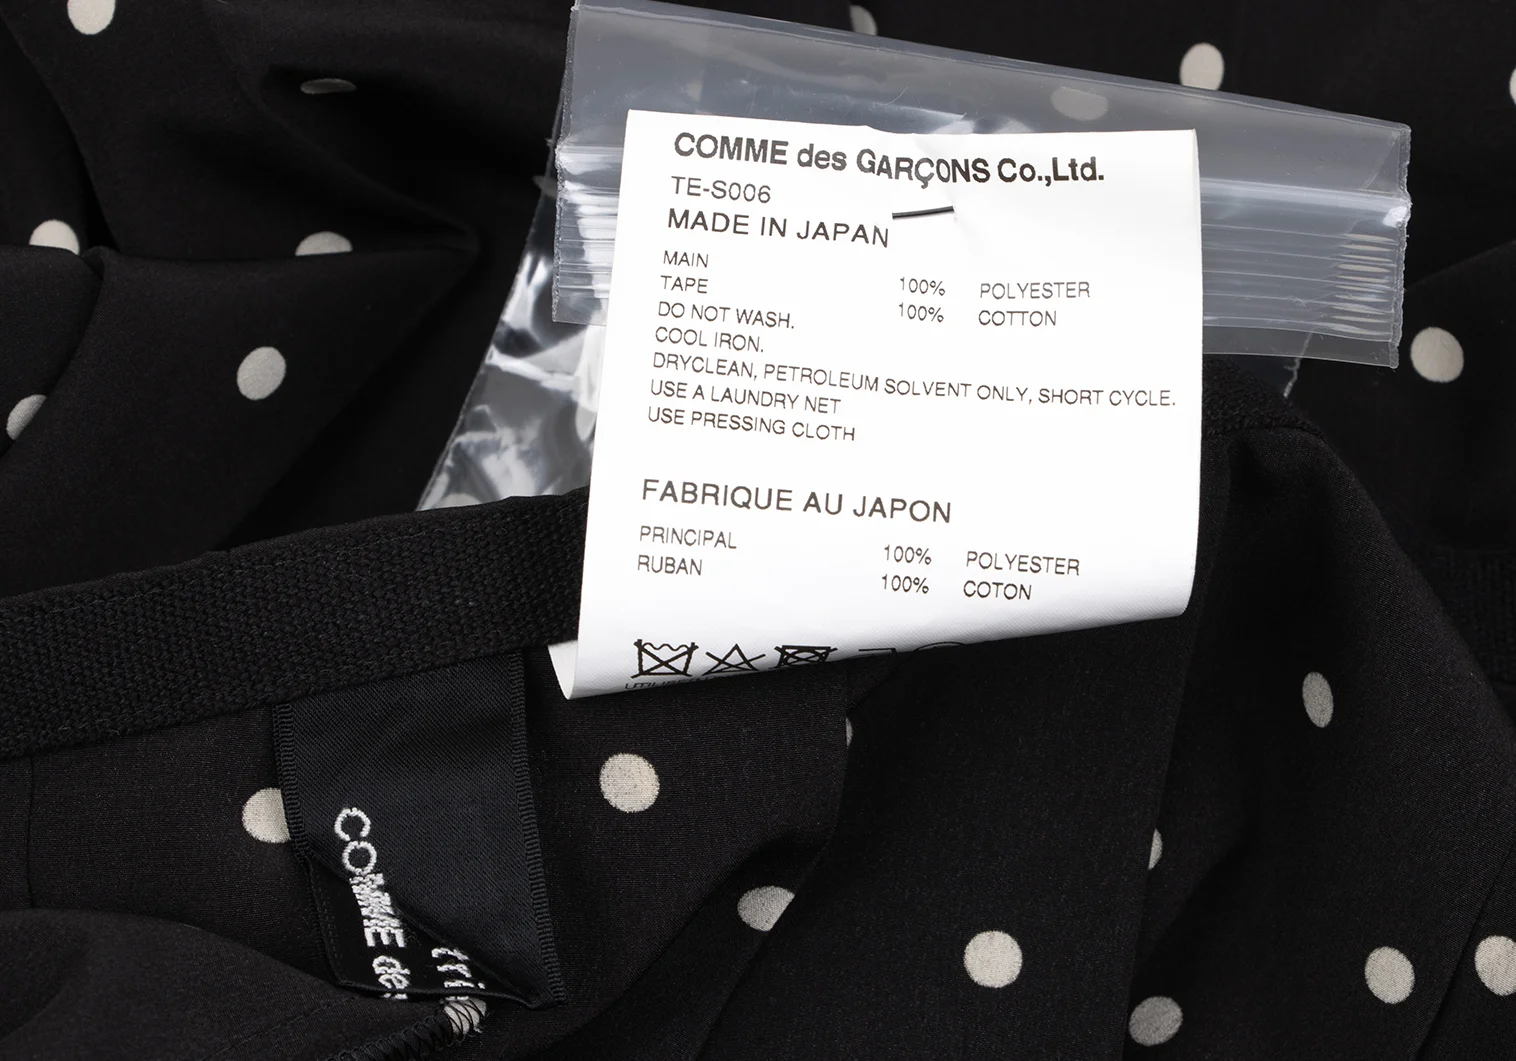 COMME des GARÇONS Co.,Ltd.
TE-S006
MADE IN JAPAN
MAIN 100% POLYESTER
TAPE 100% COTTON
DO NOT WASH.
COOL IRON.
DRYCLEAN, PETROLEUM SOLVENT ONLY, SHORT CYCLE.
USE A LAUNDRY NET
USE PRESSING CLOTH
FABRIQUE AU JAPON
PRINCIPAL 100% POLYESTER
RUBAN 100% COTON
COMME des